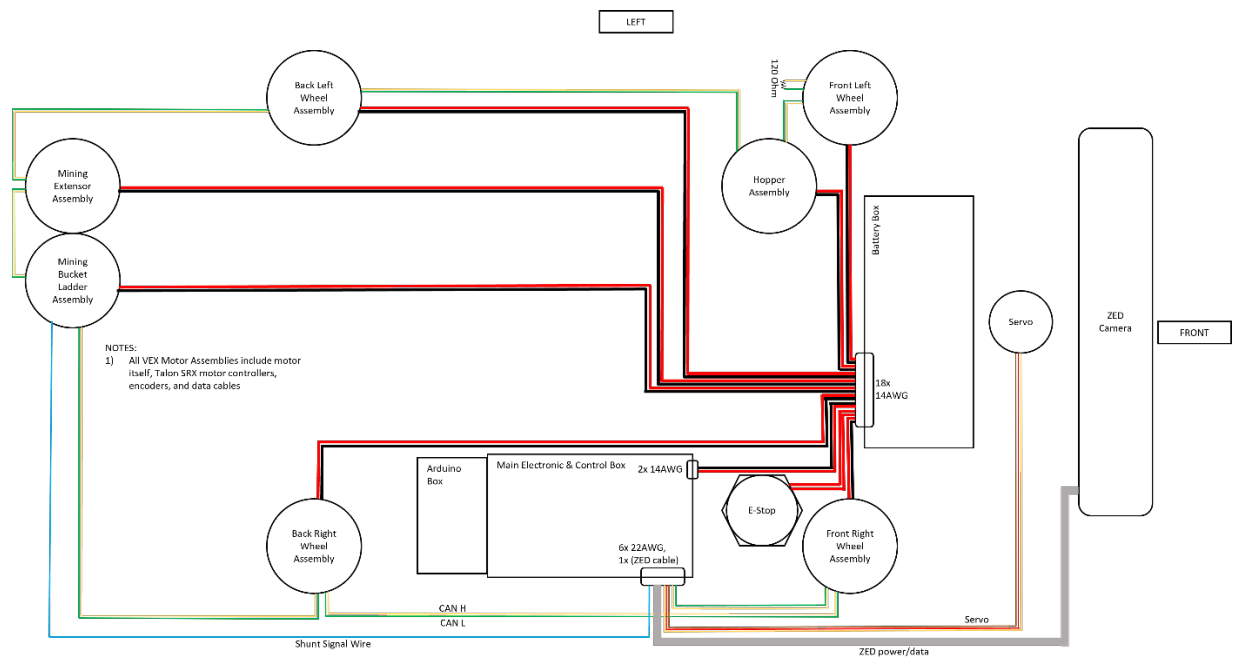 LEFT
Back Left
Wheel
Assembly
120 Ohm
Front Left
Wheel
Assembly
Mining
Extensor
Assembly
Hopper
Assembly
Battery Box
Mining
Bucket
Ladder
Assembly
Servo
ZED
Camera
FRONT
NOTES:
1) All VEX Motor Assemblies include motor
itself, Talon SRX motor controllers,
encoders, and data cables
18x
14AWG
Arduino
Box
Main Electronic & Control Box
2x 14AWG
E-Stop
Back Right
Wheel
Assembly
6x 22AWG,
1x (ZED cable)
Front Right
Wheel
Assembly
CAN H
CAN L
Servo
Shunt Signal Wire
ZED power/data